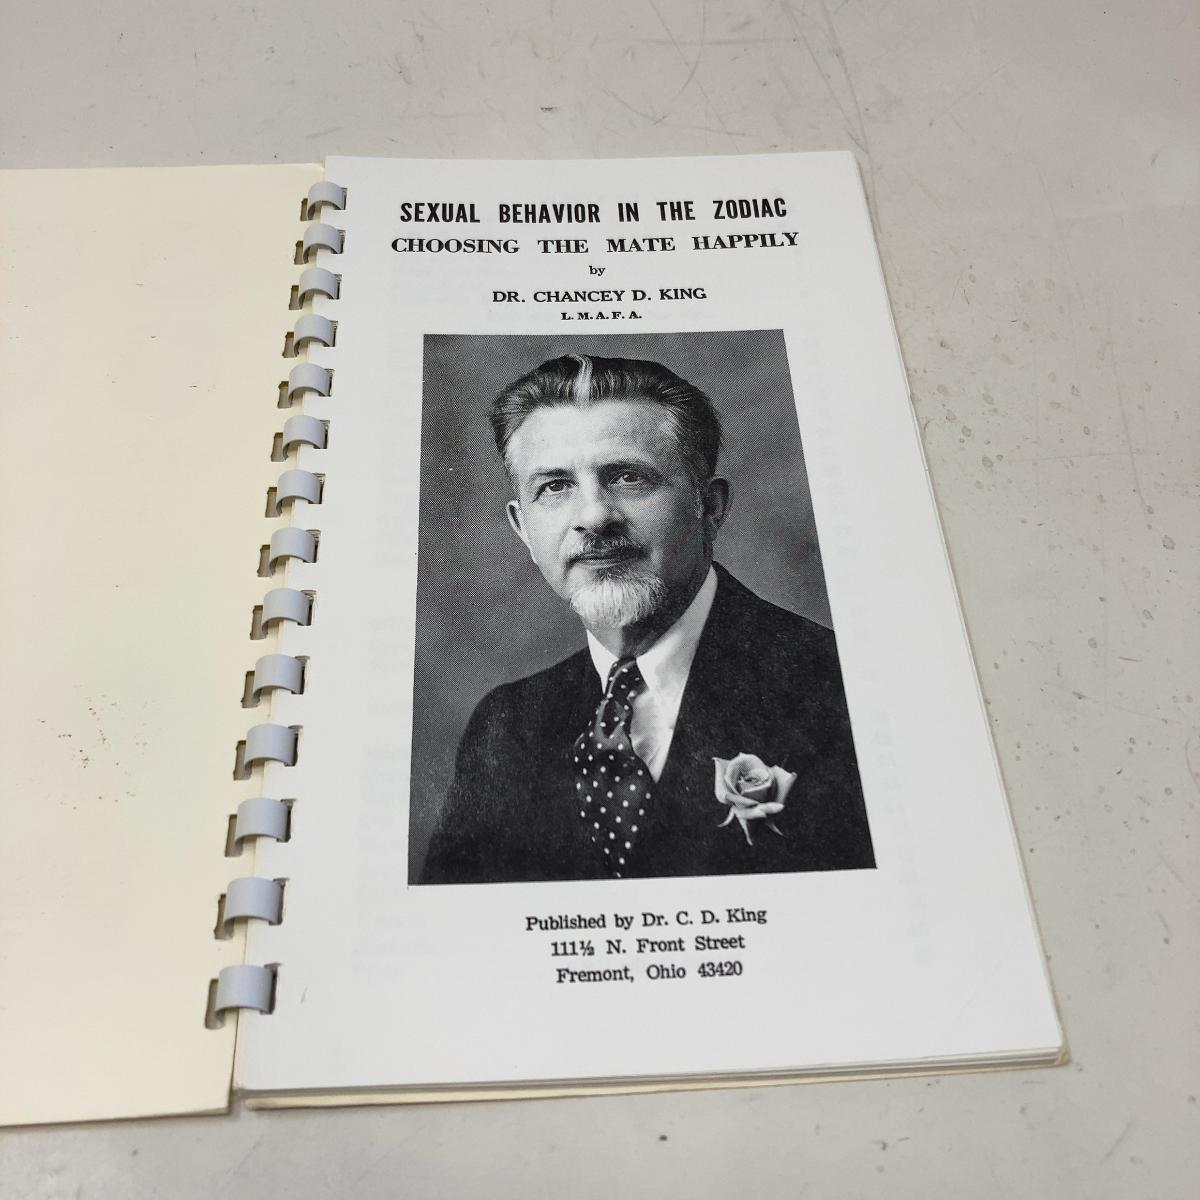 SEXUAL BEHAVIOR IN THE ZODIAC
CHOOSING THE MATE HAPPILY
by
DR. CHANCEY D. KING
L. M. A. F. A.
Published by Dr. C. D. King
111½ N. Front Street
Fremont, Ohio 43420